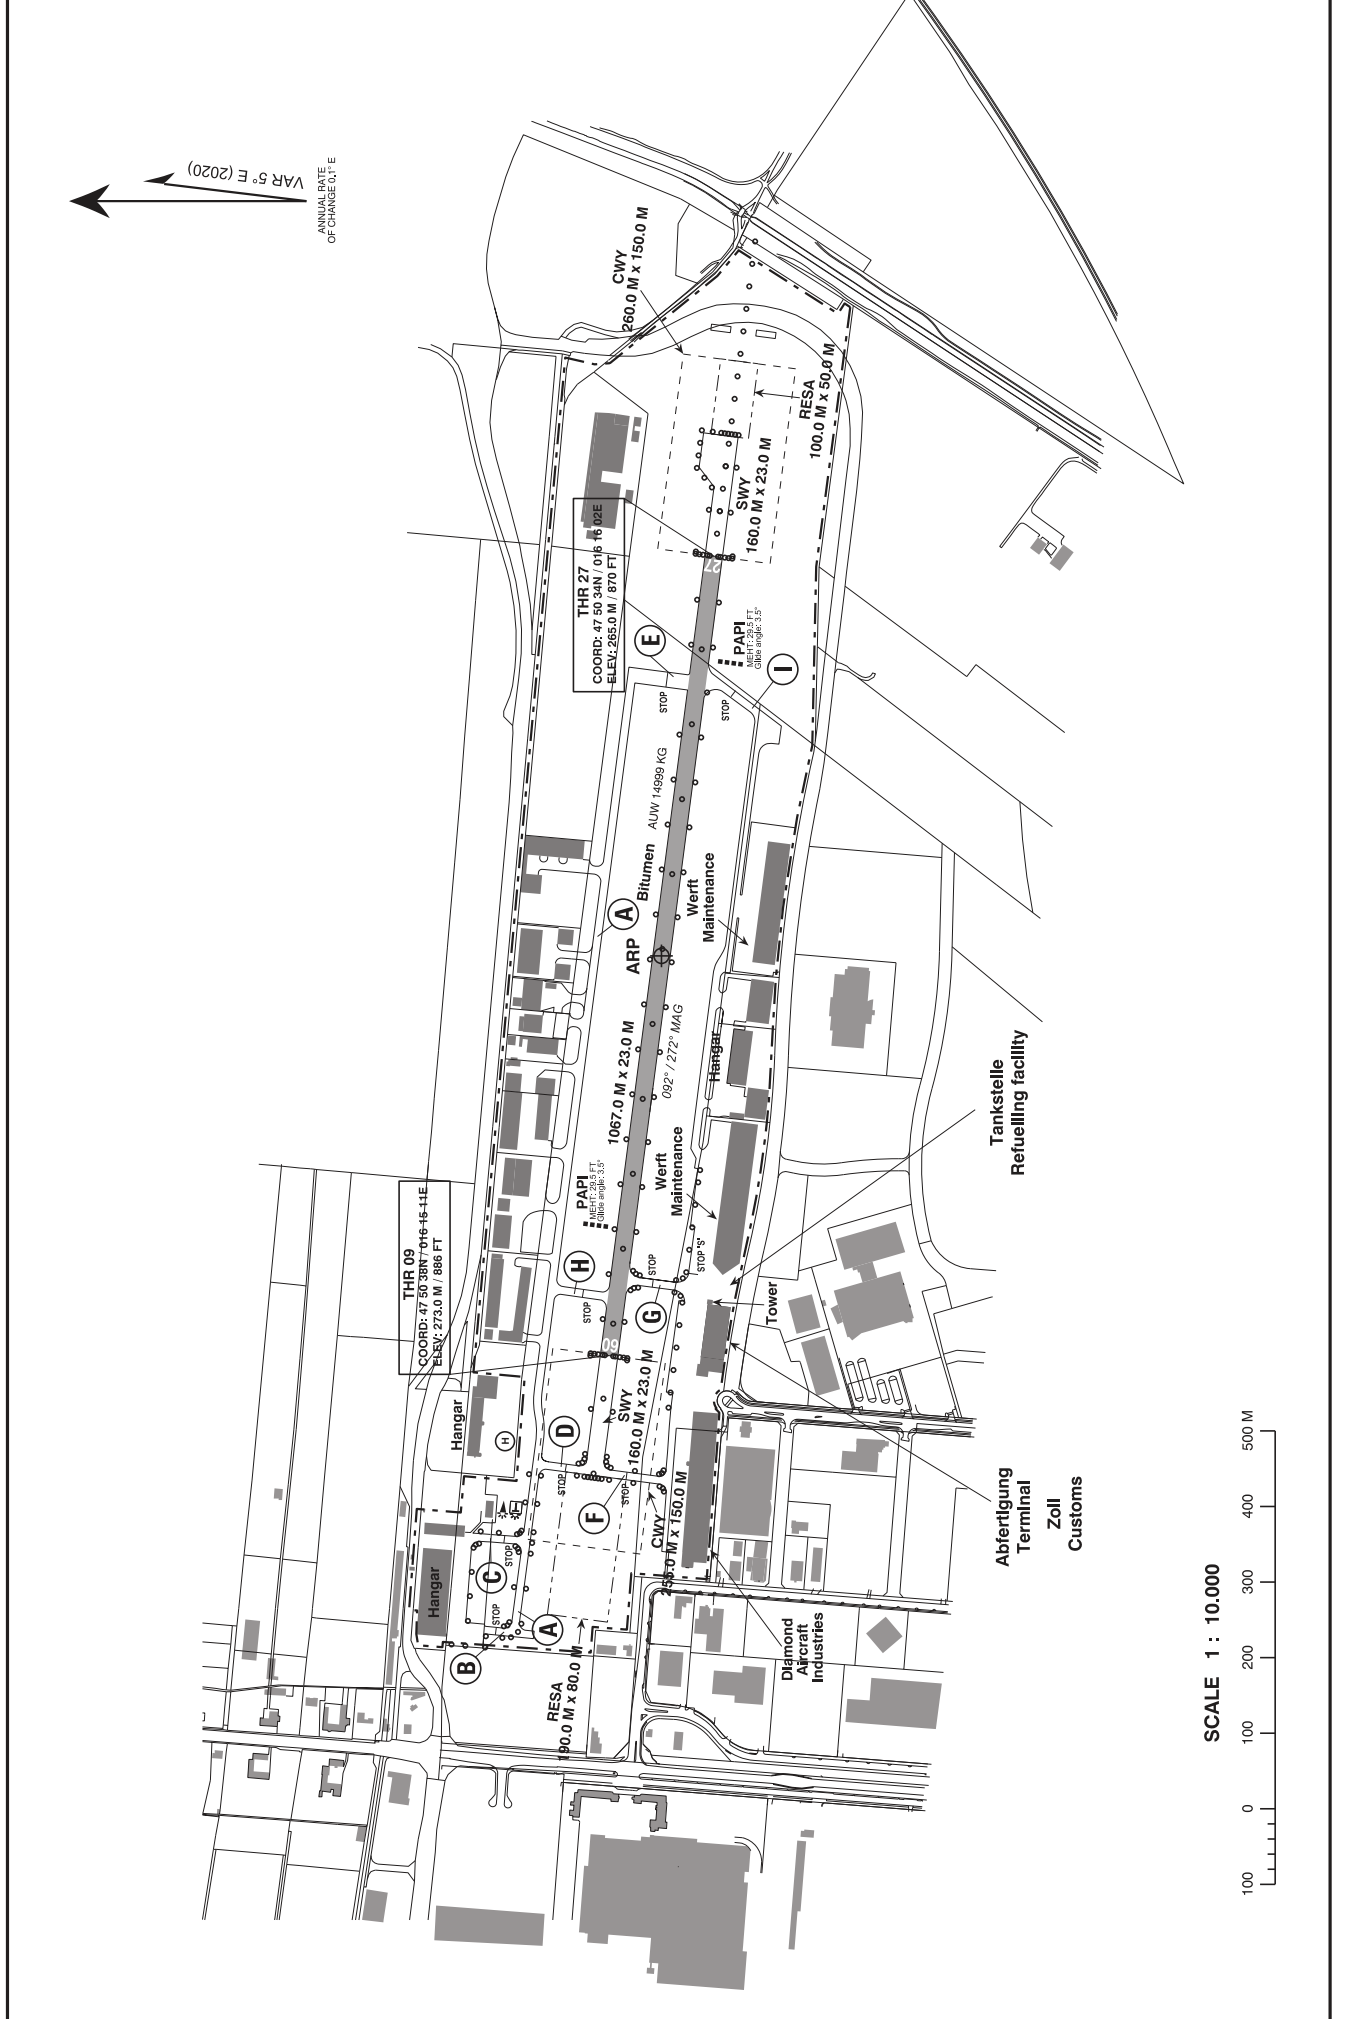 VAR 5° E (2020)
ANNUAL RATE
OF CHANGE 0.1° E
CWY
260.0 M x 150.0 M
RESA
100.0 M x 50.0 M
SWY
160.0 M x 23.0 M
THR 27
COORD: 47 50 34N / 016 16 02E
ELEV: 265.0 M / 870 FT
27
E
PAPI
MEHT: 29.5 FT
Glide angle: 3.5°
I
STOP
STOP
AUW 14999 KG
Bitumen
A
ARP
Werft
Maintenance
1067.0 M x 23.0 M
092° / 272° MAG
Hangar
Tankstelle
Refuelling facility
PAPI
MEHT: 29.5 FT
Glide angle: 3.5°
Werft
Maintenance
THR 09
COORD: 47 50 38N / 016 15 11E
ELEV: 273.0 M / 886 FT
H
STOP
STOP
STOP 'S'
G
Tower
09
Hangar
H
D
SWY
160.0 M x 23.0 M
STOP
STOP
F
CWY
255.0 M x 150.0 M
Abfertigung
Terminal
Zoll
Customs
T
Hangar
STOP
C
STOP
A
B
RESA
190.0 M x 80.0 M
Diamond
Aircraft
Industries
SCALE 1 : 10.000
100 0 100 200 300 400 500 M